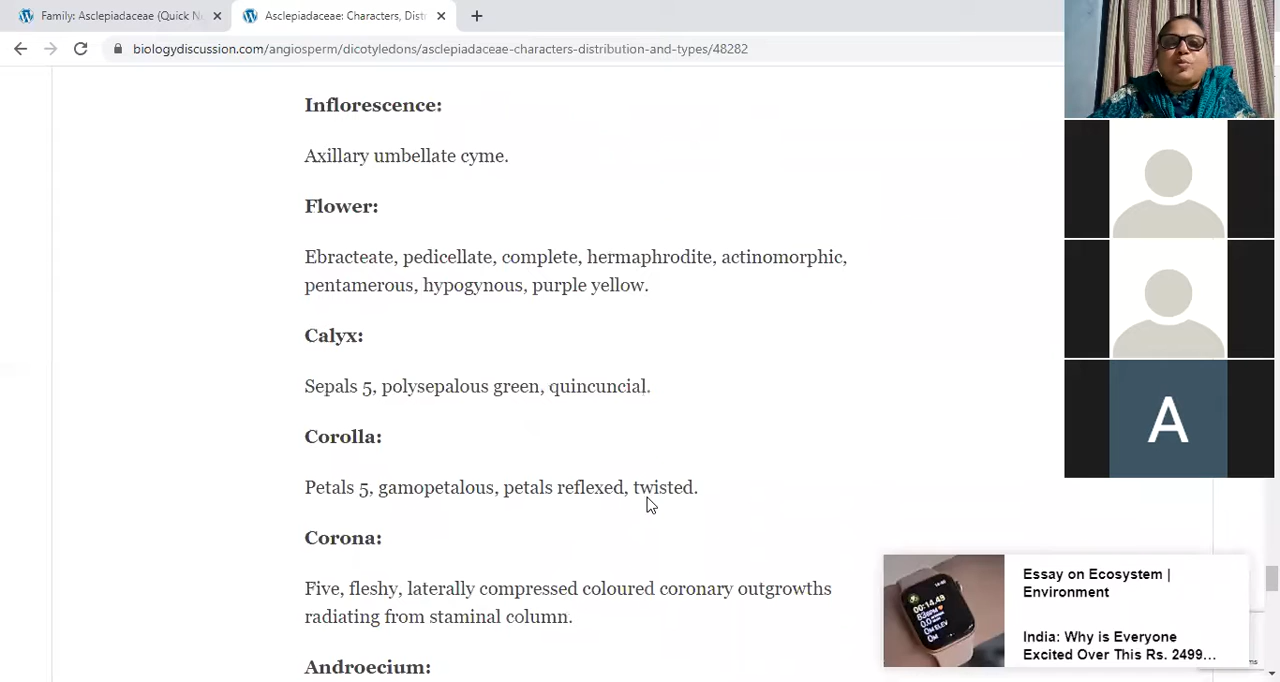 Family: Asclepiadaceae (Quick N
Asclepiadaceae: Characters, Distr
biologydiscussion.com/angiosperm/dicotyledons/asclepiadaceae-characters-distribution-and-types/48282
Inflorescence:
Axillary umbellate cyme.
Flower:
Ebracteate, pedicellate, complete, hermaphrodite, actinomorphic,
pentamerous, hypogynous, purple yellow.
Calyx:
Sepals 5, polysepalous green, quincuncial.
Corolla:
Petals 5, gamopetalous, petals reflexed, twisted.
Corona:
Five, fleshy, laterally compressed coloured coronary outgrowths
radiating from staminal column.
Androecium:
A
Essay on Ecosystem |
Environment
India: Why is Everyone
Excited Over This Rs. 2499...